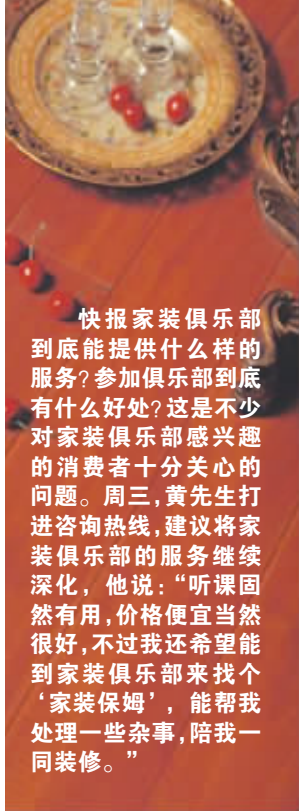 快报家装俱乐部
到底能提供什么样的
服务？参加俱乐部到底
有什么好处？这是不少
对家装俱乐部感兴趣
的消费者十分关心的
问题。周三，黄先生打
进咨询热线，建议将家
装俱乐部的服务继续
深化，他说：“听课固
然有用，价格便宜当然
很好，不过我还希望能
到家装俱乐部来找个
‘家装保姆’，能帮我
处理一些杂事，陪我一
同装修。”